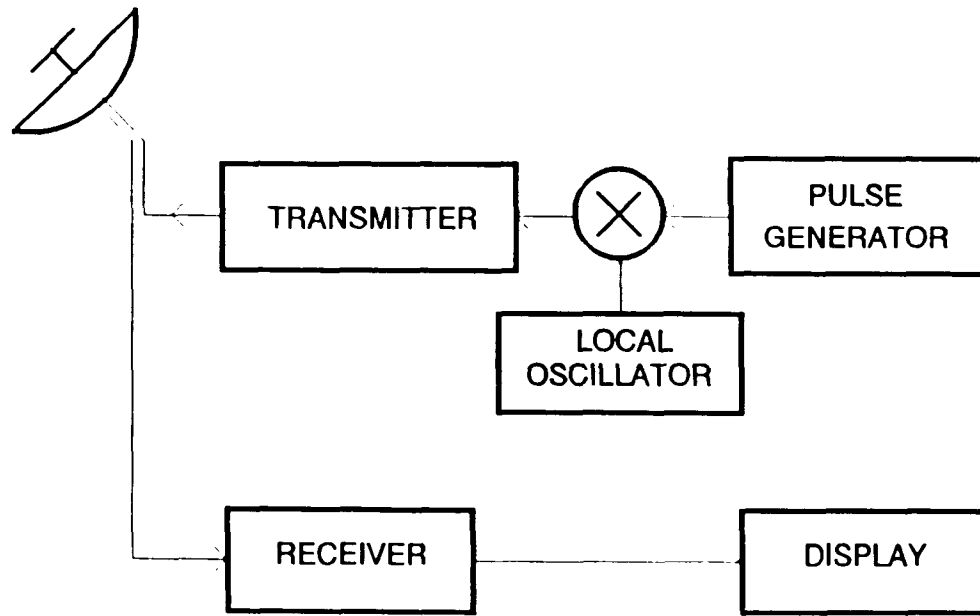 TRANSMITTER
PULSE
GENERATOR
LOCAL
OSCILLATOR
RECEIVER
DISPLAY